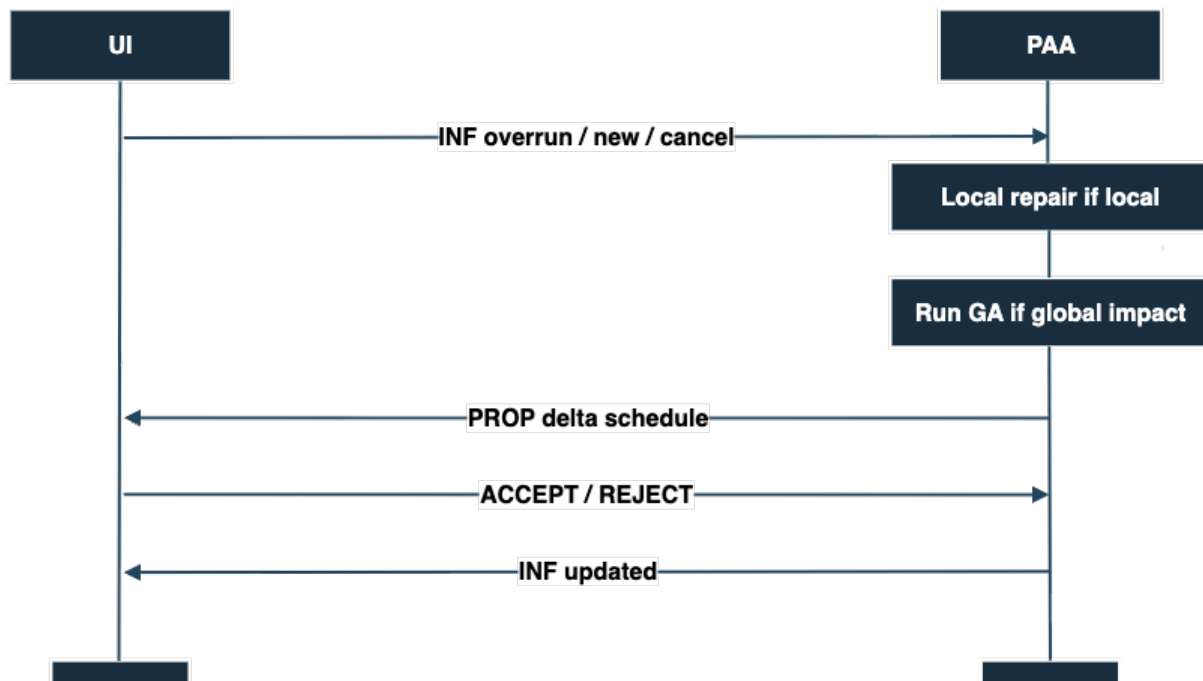 UI
PAA
INF overrun / new / cancel
Local repair if local
Run GA if global impact
PROP delta schedule
ACCEPT / REJECT
INF updated